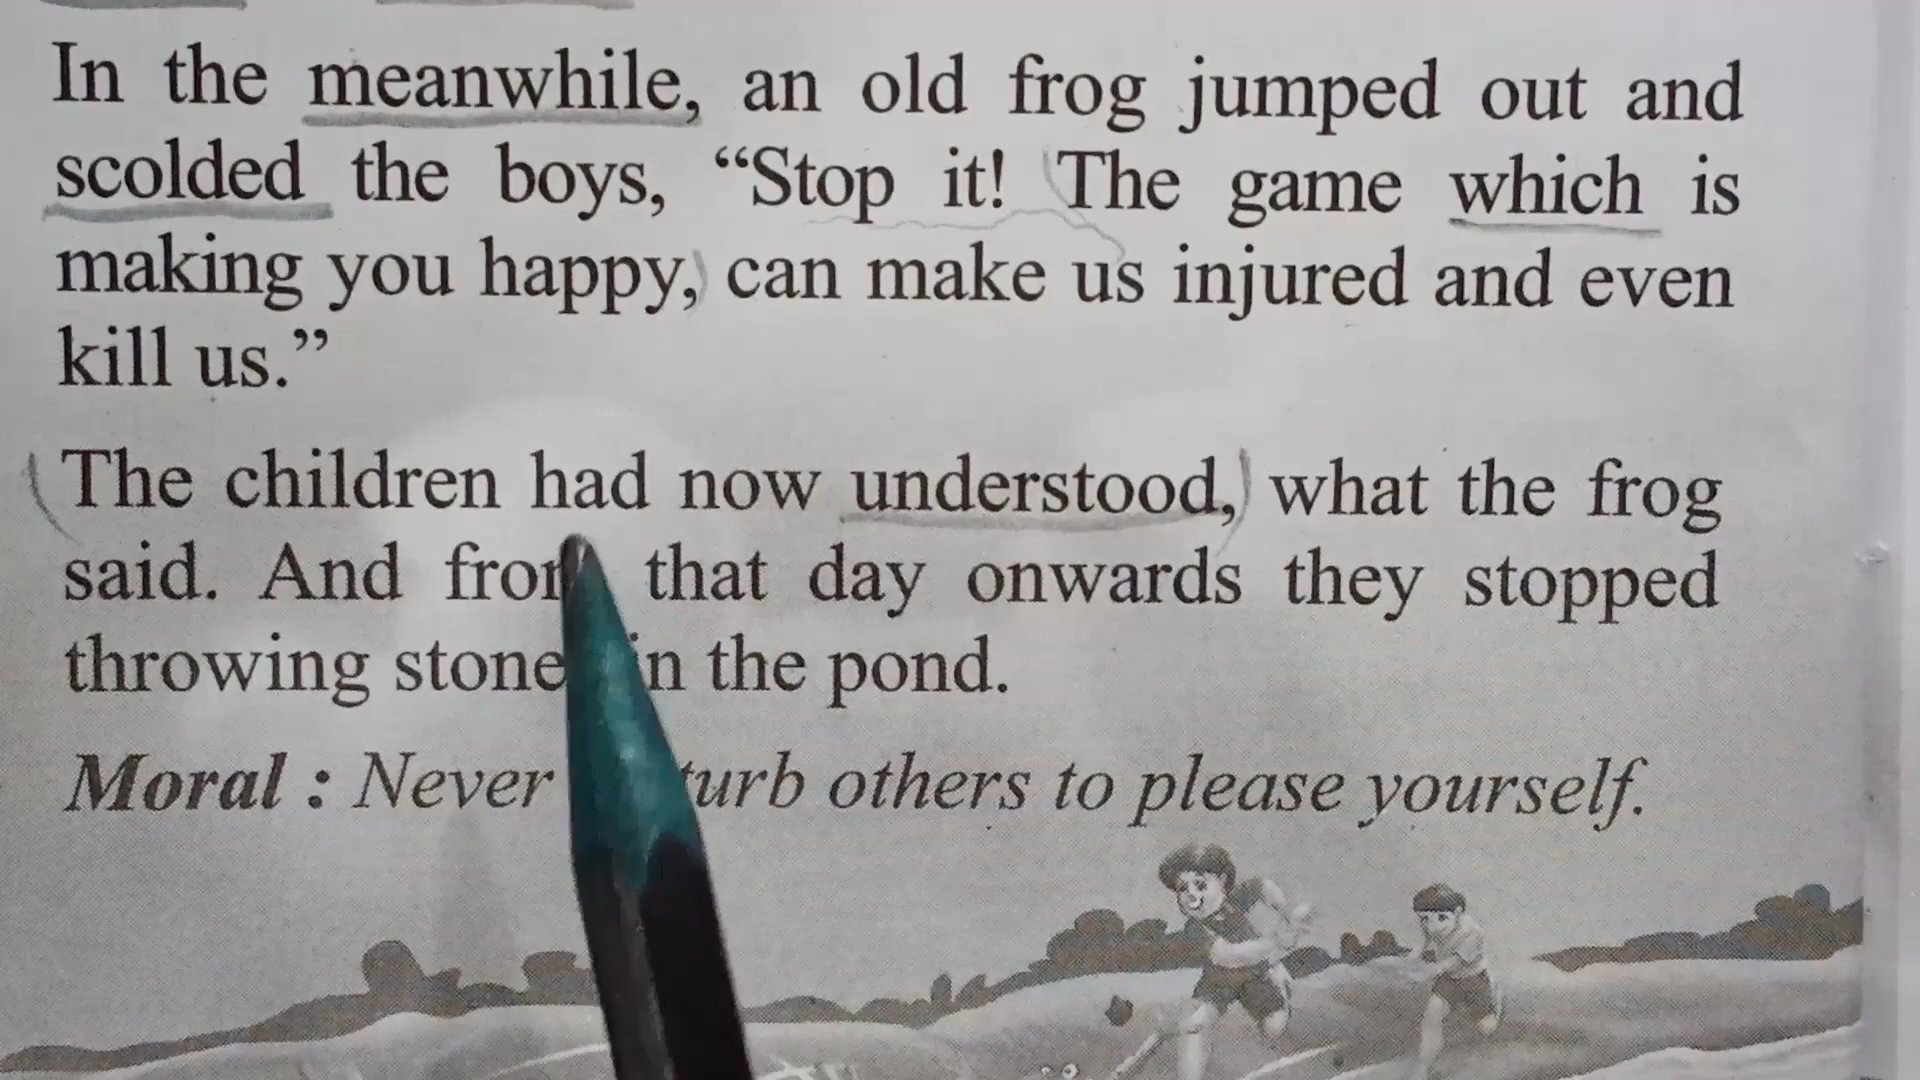 In the meanwhile, an old frog jumped out and
scolded the boys, “Stop it! The game which is
making you happy, can make us injured and even
kill us.”
The children had now understood, what the frog
said. And from that day onwards they stopped
throwing stone in the pond.
Moral : Never others to please yourself.